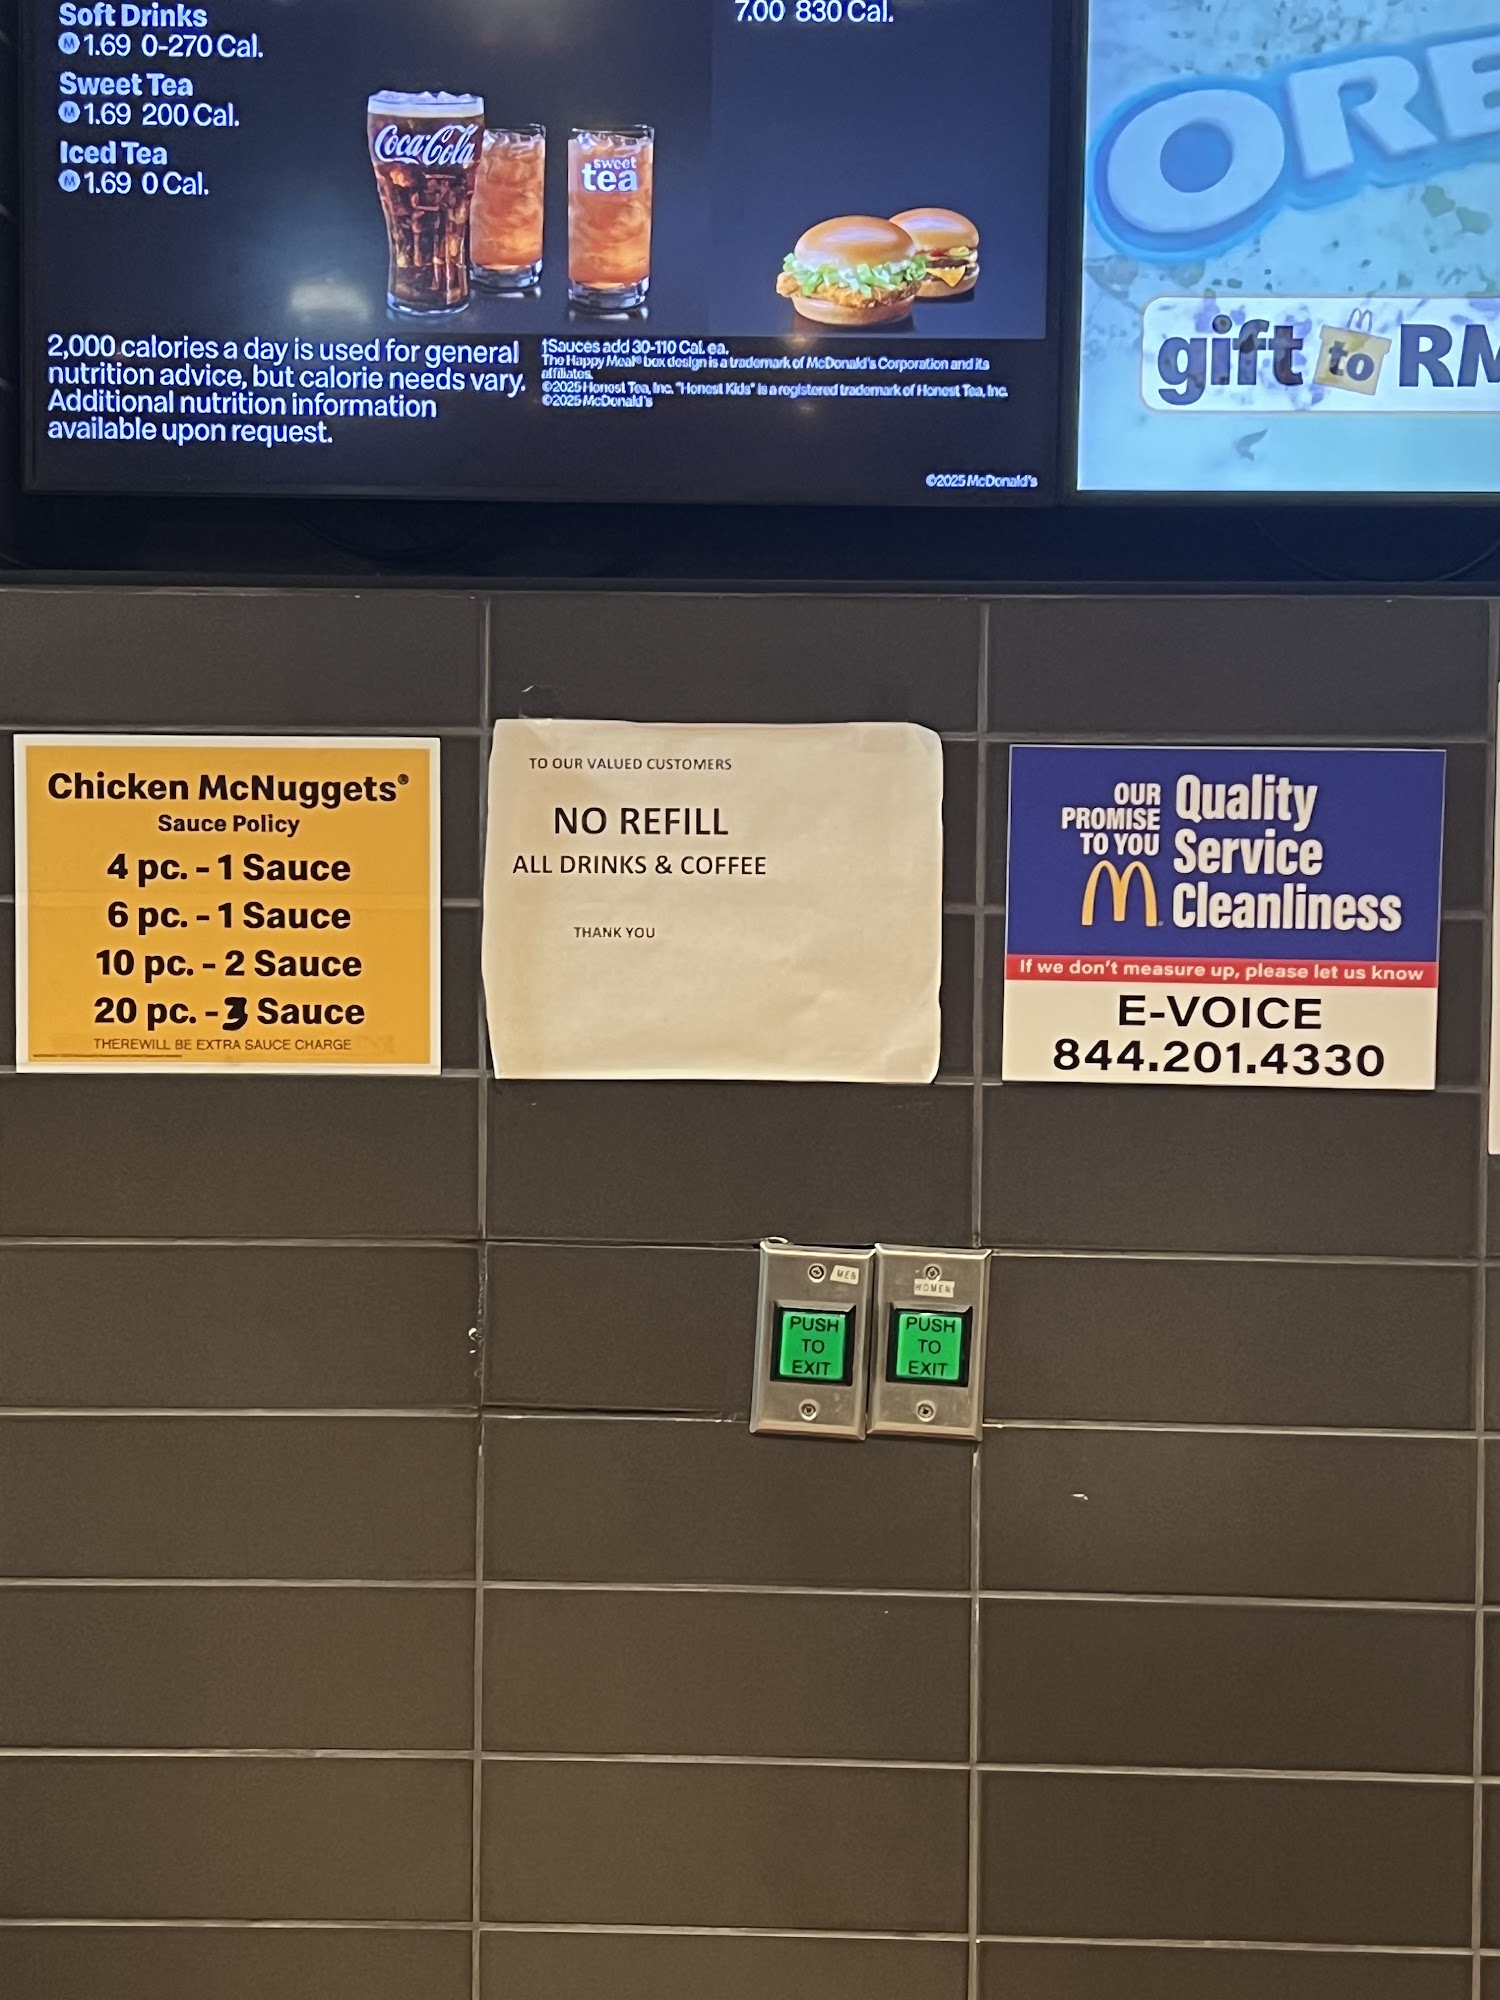 Soft Drinks
M 1.69 0-270 Cal.
Sweet Tea
M 1.69 200 Cal.
Iced Tea
M 1.69 0 Cal.
7.00 830 Cal.
Coca-Cola
sweet
tea
2,000 calories a day is used for general
nutrition advice, but calorie needs vary.
Additional nutrition information
available upon request.
†Sauces add 30-110 Cal. ea.
The Happy Meal® box design is a trademark of McDonald's Corporation and its
affiliates.
©2025 Honest Tea, Inc. "Honest Kids" is a registered trademark of Honest Tea, Inc.
©2025 McDonald's
©2025 McDonald's
ORE
gift to RM
Chicken McNuggets®
Sauce Policy
4 pc. - 1 Sauce
6 pc. - 1 Sauce
10 pc. - 2 Sauce
20 pc. - 3 Sauce
THEREWILL BE EXTRA SAUCE CHARGE
TO OUR VALUED CUSTOMERS
NO REFILL
ALL DRINKS & COFFEE
THANK YOU
OUR
PROMISE
TO YOU
Quality
Service
Cleanliness
If we don't measure up, please let us know
E-VOICE
844.201.4330
MEN
PUSH
TO
EXIT
WOMEN
PUSH
TO
EXIT